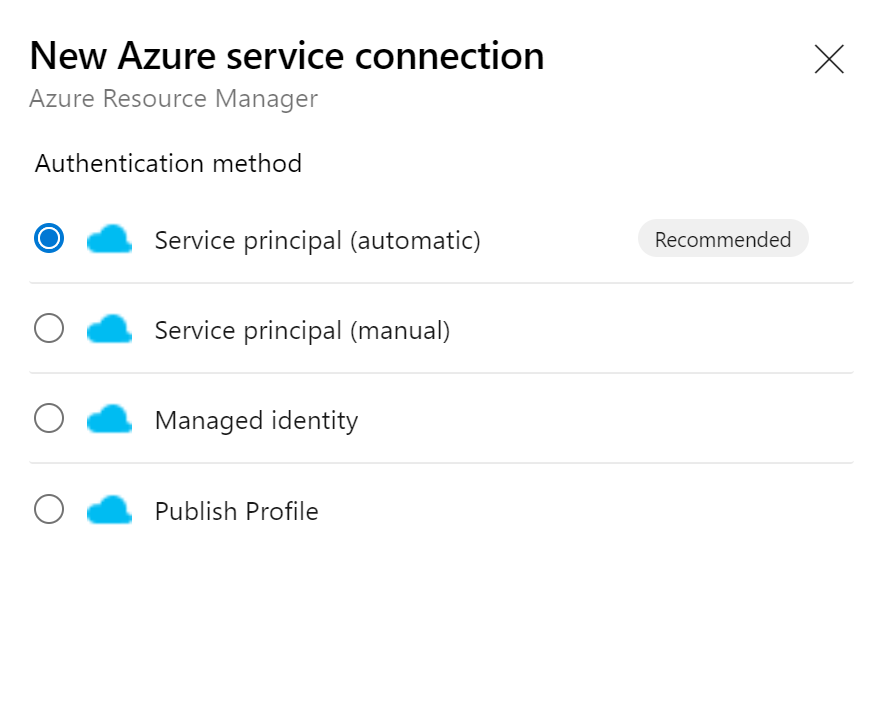 New Azure service connection
Azure Resource Manager
Authentication method
Service principal (automatic) Recommended
Service principal (manual)
Managed identity
Publish Profile